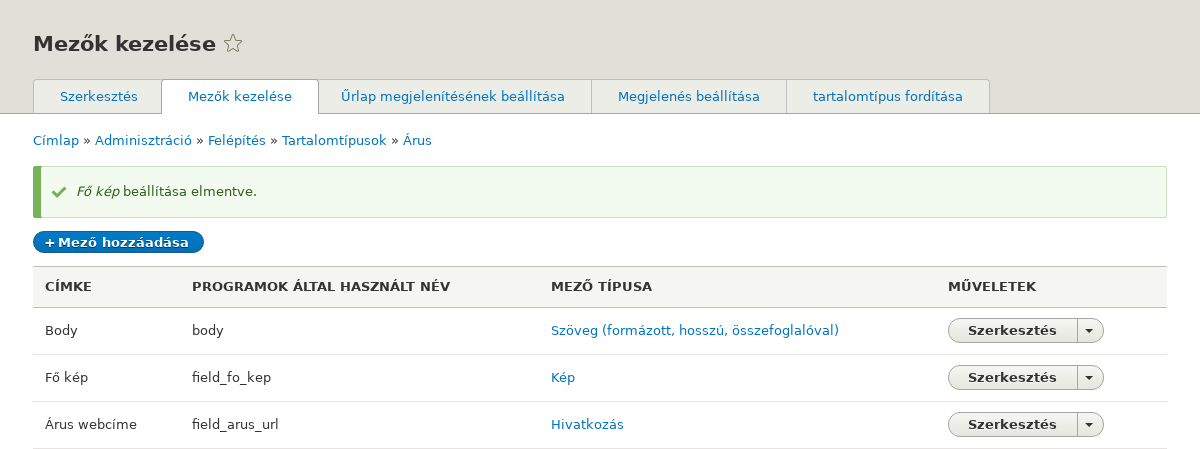 Mezők kezelése
Szerkesztés Mezők kezelése Űrlap megjelenítésének beállítása Megjelenés beállítása tartalomtípus fordítása
Címlap » Adminisztráció » Felépítés » Tartalomtípusok » Árus
Fő kép beállítása elmentve.
+ Mező hozzáadása
CÍMKE PROGRAMOK ÁLTAL HASZNÁLT NÉV MEZŐ TÍPUSA MŰVELETEK
Body body Szöveg (formázott, hosszú, összefoglalóval) Szerkesztés
Fő kép field_fo_kep Kép Szerkesztés
Árus webcíme field_arus_url Hivatkozás Szerkesztés